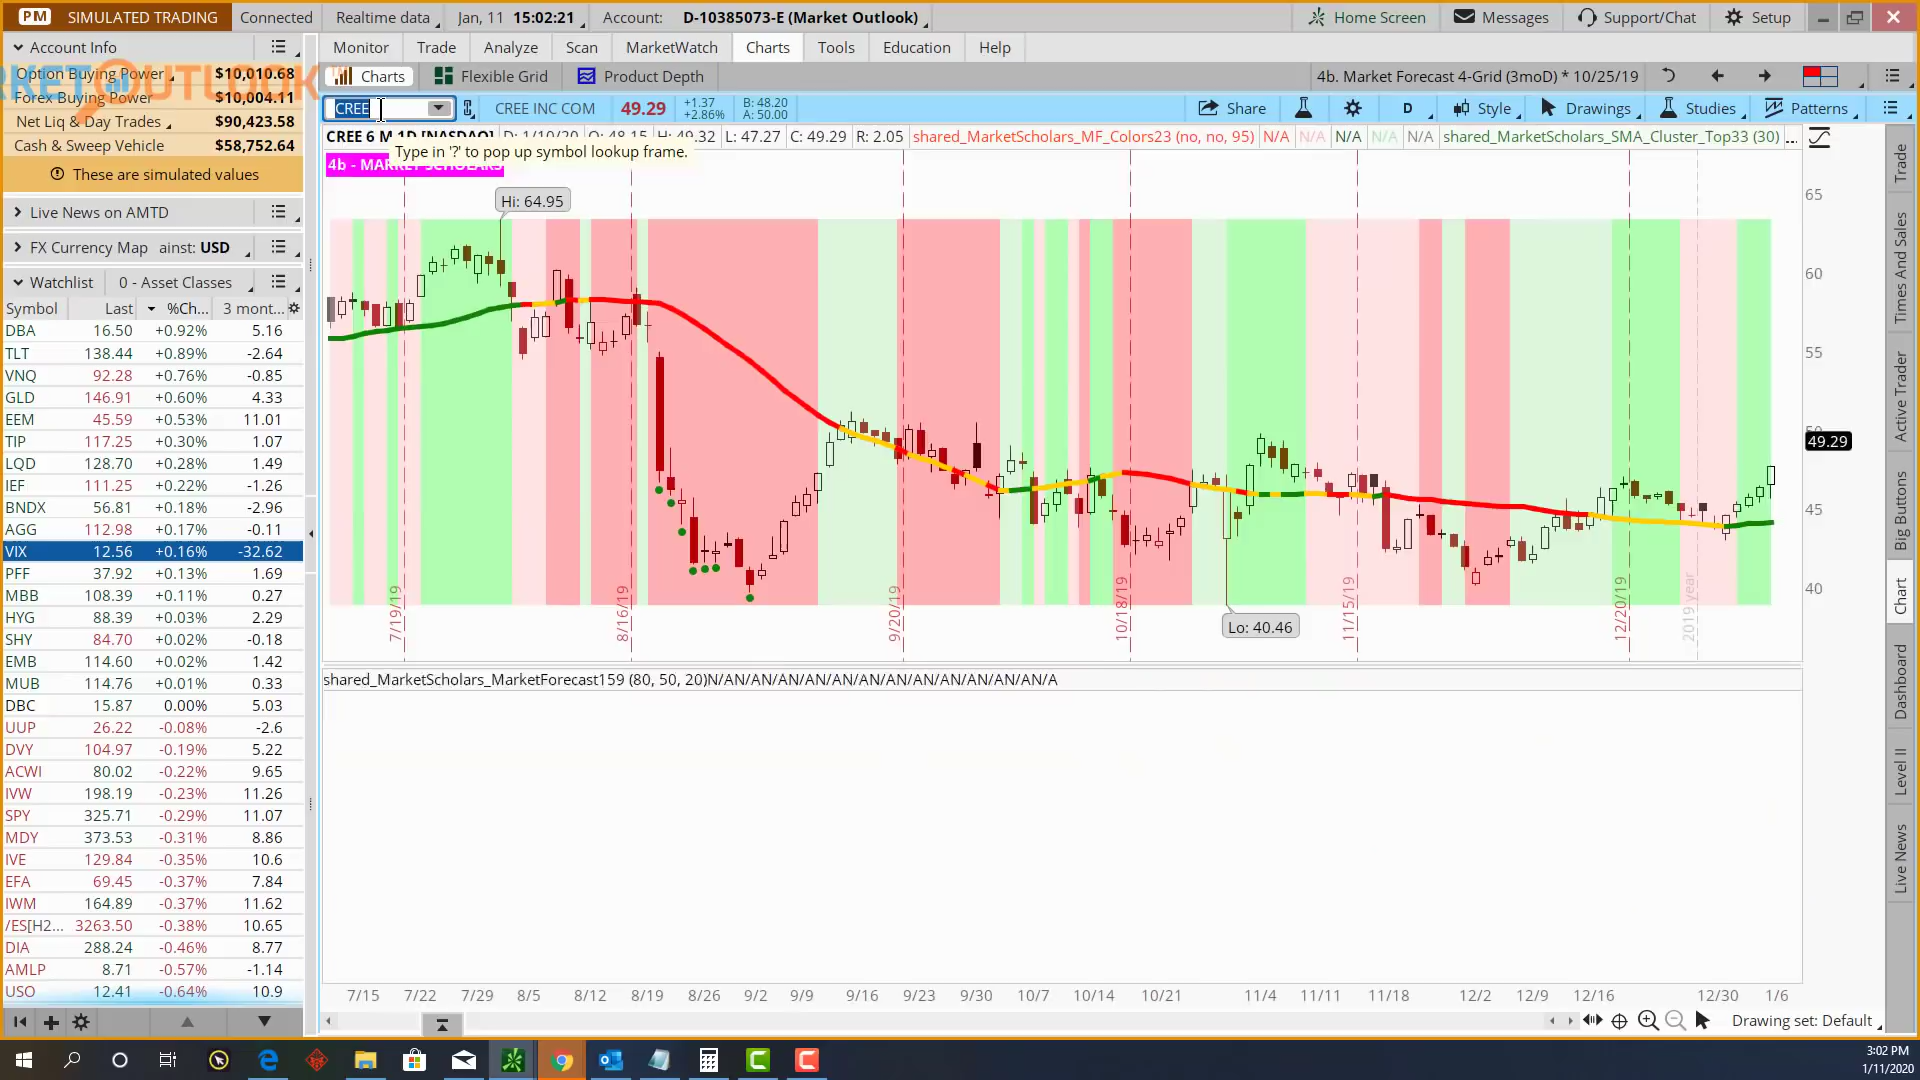 PM SIMULATED TRADING Connected Realtime data Jan, 11 15:02:21 Account: D-10385073-E (Market Outlook) Home Screen Messages Support/Chat Setup
Account Info
Option Buying Power $10,010.68
Forex Buying Power $10,004.11
Net Liq & Day Trades $90,423.58
Cash & Sweep Vehicle $58,752.64
These are simulated values
Live News on AMTD
FX Currency Map ainst: USD
Watchlist 0 - Asset Classes
Symbol Last %Ch... 3 mont...
DBA 16.50 +0.92% 5.16
TLT 138.44 +0.89% -2.64
VNQ 92.28 +0.76% -0.85
GLD 146.91 +0.60% 4.33
EEM 45.59 +0.53% 11.01
TIP 117.25 +0.30% 1.07
LQD 128.70 +0.28% 1.49
IEF 111.25 +0.22% -1.26
BNDX 56.81 +0.18% -2.96
AGG 112.98 +0.17% -0.11
VIX 12.56 +0.16% -32.62
PFF 37.92 +0.13% 1.69
MBB 108.39 +0.11% 0.27
HYG 88.39 +0.03% 2.29
SHY 84.70 +0.02% -0.18
EMB 114.60 +0.02% 1.42
MUB 114.76 +0.01% 0.33
DBC 15.87 0.00% 5.03
UUP 26.22 -0.08% -2.6
DVY 104.97 -0.19% 5.22
ACWI 80.02 -0.22% 9.65
IVW 198.19 -0.23% 11.26
SPY 325.71 -0.29% 11.07
MDY 373.53 -0.31% 8.86
IVE 129.84 -0.35% 10.6
EFA 69.45 -0.37% 7.84
IWM 164.89 -0.37% 11.62
/ES[H2... 3263.50 -0.38% 10.65
DIA 288.24 -0.46% 8.77
AMLP 8.71 -0.57% -1.14
USO 12.41 -0.64% 10.9
Monitor Trade Analyze Scan MarketWatch Charts Tools Education Help
Charts Flexible Grid Product Depth 4b. Market Forecast 4-Grid (3moD) * 10/25/19
CREE CREE INC COM 49.29 +1.37 +2.86% B: 48.20 A: 50.00 Share D Style Drawings Studies Patterns
CREE 6 M 1D [NASDAQ] D: 1/10/20 O: 48.15 H: 49.32 L: 47.27 C: 49.29 R: 2.05 shared_MarketScholars_MF_Colors23 (no, no, 95) N/A N/A N/A N/A N/A shared_MarketScholars_SMA_Cluster_Top33 (30) ...
Type in '?' to pop up symbol lookup frame.
4b - MARKET SCHOLARS
Hi: 64.95
Lo: 40.46
65
60
55
49.29
45
40
7/19/19 8/16/19 9/20/19 10/18/19 11/15/19 12/20/19 2019 year
shared_MarketScholars_MarketForecast159 (80, 50, 20)N/AN/AN/AN/AN/AN/AN/AN/AN/AN/AN/AN/AN/A
7/15 7/22 7/29 8/5 8/12 8/19 8/26 9/2 9/9 9/16 9/23 9/30 10/7 10/14 10/21 11/4 11/11 11/18 12/2 12/9 12/16 12/30 1/6
Drawing set: Default
Trade
Times And Sales
Active Trader
Big Buttons
Chart
Dashboard
Level II
Live News
3:02 PM
1/11/2020